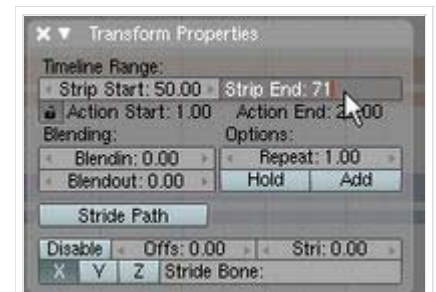 Transform Properties
Timeline Range:
Strip Start: 50.00 Strip End: 71
Action Start: 1.00 Action End:
Blending: Options:
Blendin: 0.00 Repeat: 1.00
Blendout: 0.00 Hold Add
Stride Path
Disable Offs: 0.00 Stri: 0.00
X Y Z Stride Bone: